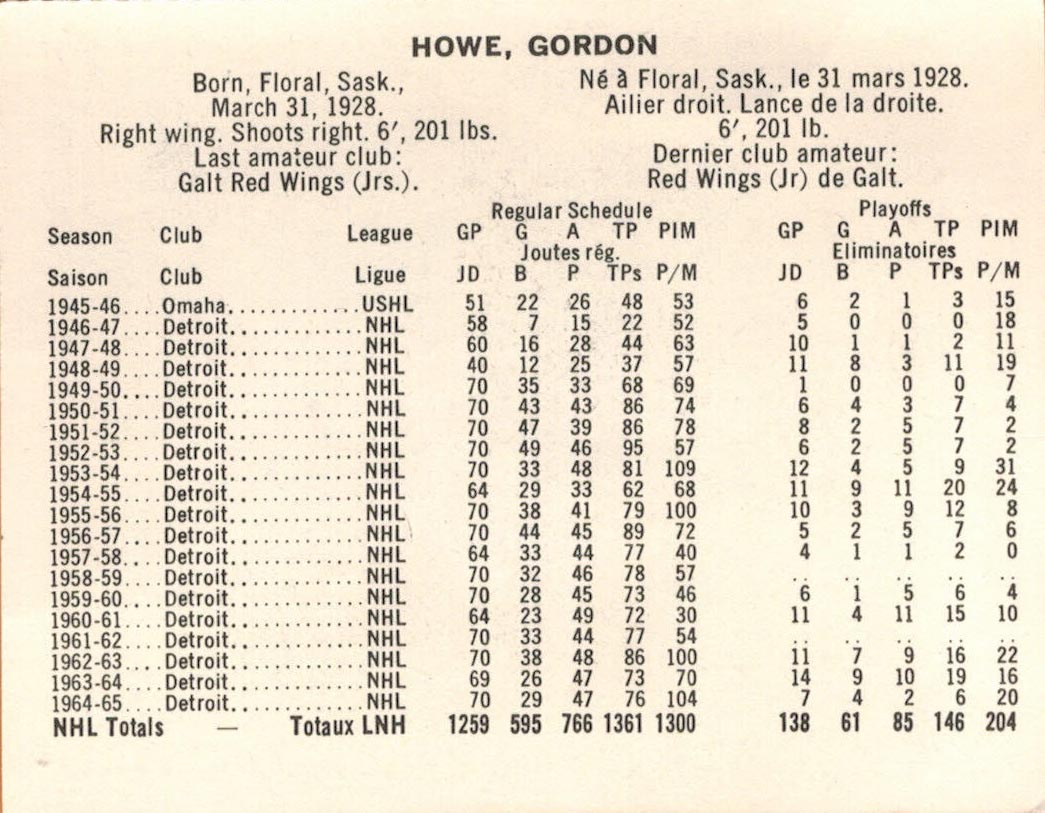 HOWE, GORDON
Born, Floral, Sask.,
March 31, 1928.
Right wing. Shoots right. 6′, 201 lbs.
Last amateur club:
Galt Red Wings (Jrs.).
Né à Floral, Sask., le 31 mars 1928.
Ailier droit. Lance de la droite.
6′, 201 lb.
Dernier club amateur:
Red Wings (Jr) de Galt.
Regular Schedule Playoffs
Season Club League GP G A TP PIM GP G A TP PIM
Joutes rég. Eliminatoires
Saison Club Ligue JD B P TPs P/M JD B P TPs P/M
1945-46....Omaha............USHL 51 22 26 48 53 6 2 1 3 15
1946-47....Detroit.............NHL 58 7 15 22 52 5 0 0 0 18
1947-48....Detroit.............NHL 60 16 28 44 63 10 1 1 2 11
1948-49....Detroit.............NHL 40 12 25 37 57 11 8 3 11 19
1949-50....Detroit.............NHL 70 35 33 68 69 1 0 0 0 7
1950-51....Detroit.............NHL 70 43 43 86 74 6 4 3 7 4
1951-52....Detroit.............NHL 70 47 39 86 78 8 2 5 7 2
1952-53....Detroit.............NHL 70 49 46 95 57 6 2 5 7 2
1953-54....Detroit.............NHL 70 33 48 81 109 12 4 5 9 31
1954-55....Detroit.............NHL 64 29 33 62 68 11 9 11 20 24
1955-56....Detroit.............NHL 70 38 41 79 100 10 3 9 12 8
1956-57....Detroit.............NHL 70 44 45 89 72 5 2 5 7 6
1957-58....Detroit.............NHL 64 33 44 77 40 4 1 1 2 0
1958-59....Detroit.............NHL 70 32 46 78 57 .. .. .. .. ..
1959-60....Detroit.............NHL 70 28 45 73 46 6 1 5 6 4
1960-61....Detroit.............NHL 64 23 49 72 30 11 4 11 15 10
1961-62....Detroit.............NHL 70 33 44 77 54 .. .. .. .. ..
1962-63....Detroit.............NHL 70 38 48 86 100 11 7 9 16 22
1963-64....Detroit.............NHL 69 26 47 73 70 14 9 10 19 16
1964-65....Detroit.............NHL 70 29 47 76 104 7 4 2 6 20
NHL Totals — Totaux LNH 1259 595 766 1361 1300 138 61 85 146 204